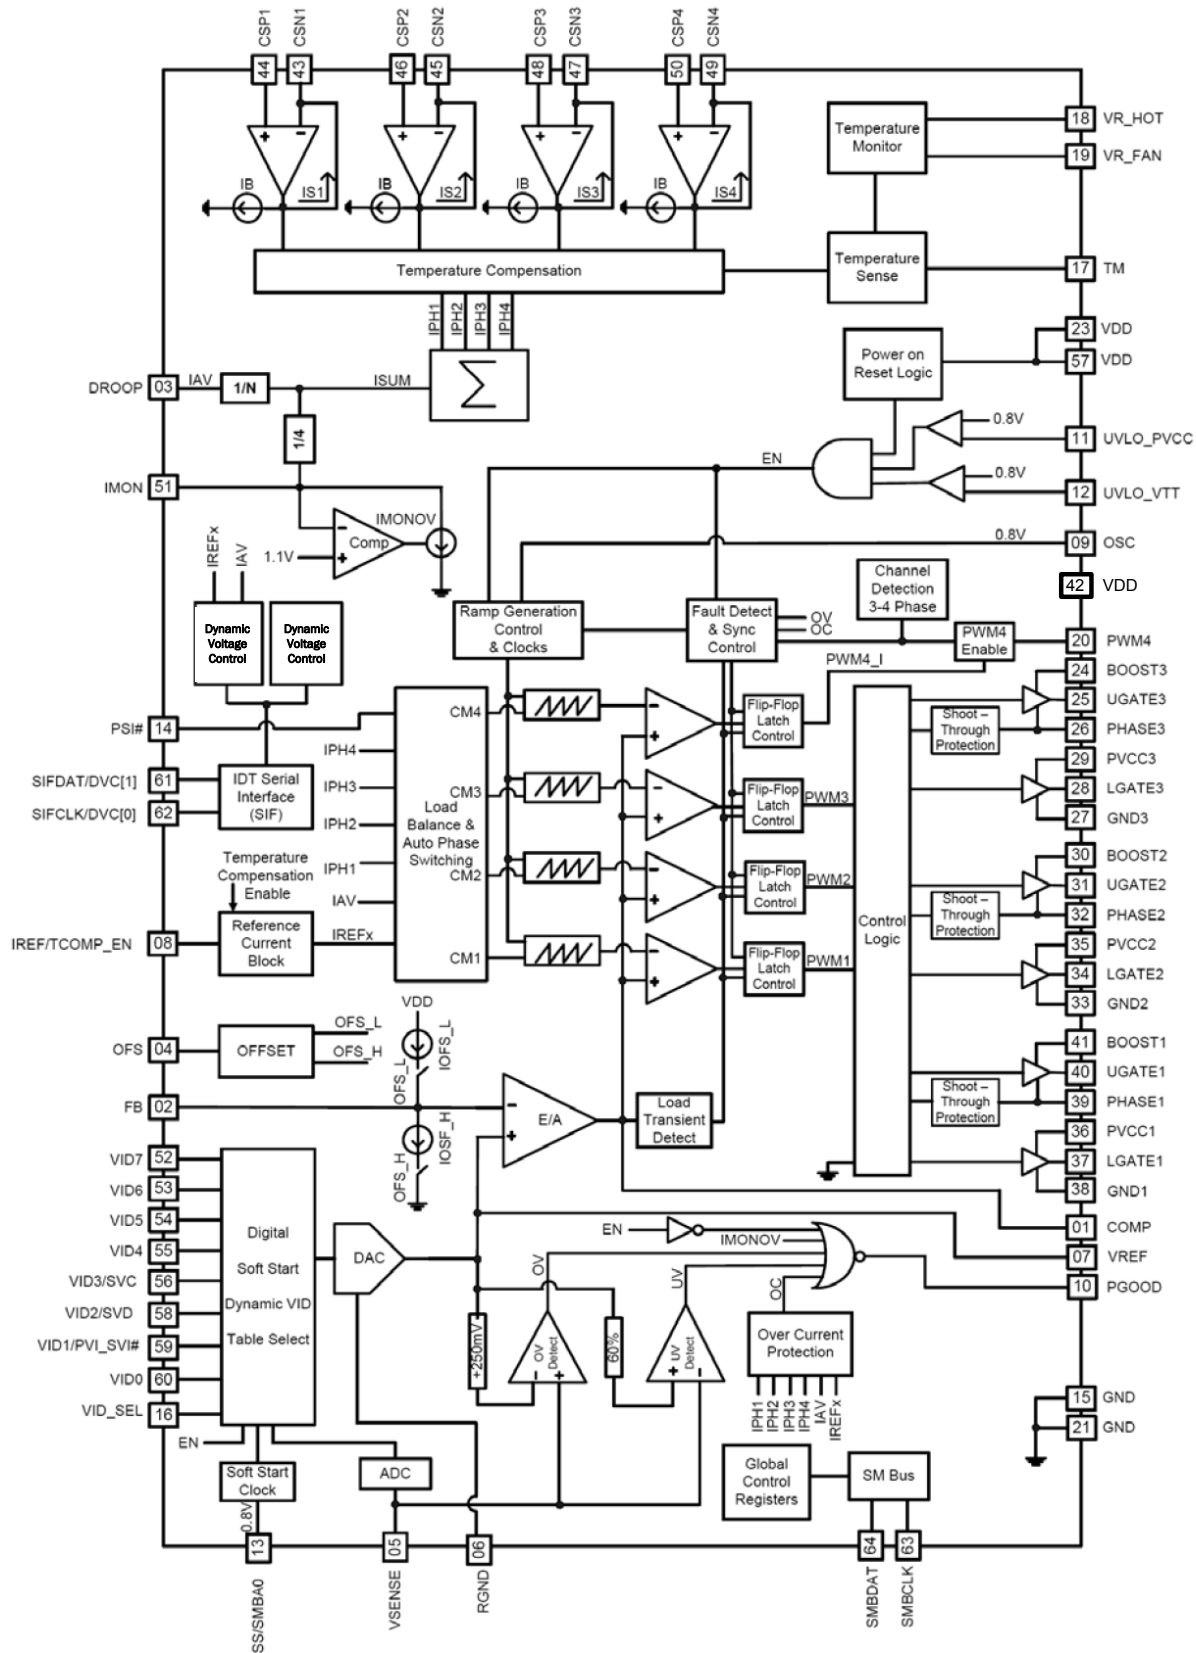 CSP1
CSN1
CSP2
CSN2
CSP3
CSN3
CSP4
CSN4
44
43
46
45
48
47
50
49
+
−
+
−
+
−
+
−
IB
IS1
IB
IS2
IB
IS3
IB
IS4
Temperature
Monitor
18
VR_HOT
19
VR_FAN
Temperature Compensation
Temperature
Sense
17
TM
IPH1
IPH2
IPH3
IPH4
Σ
Power on
Reset Logic
23
VDD
57
VDD
DROOP
03
IAV
1/N
ISUM
1/4
0.8V
11
UVLO_PVCC
EN
0.8V
12
UVLO_VTT
IMON
51
IMONOV
−
Comp
1.1V
+
0.8V
09
OSC
IREFx
IAV
Channel
Detection
3-4 Phase
42
VDD
Dynamic
Voltage
Control
Dynamic
Voltage
Control
Ramp Generation
Control
& Clocks
Fault Detect
& Sync
Control
OV
OC
PWM4
Enable
20
PWM4
PWM4_I
24
BOOST3
25
UGATE3
Shoot –
Through
Protection
26
PHASE3
29
PVCC3
28
LGATE3
27
GND3
PSI#
14
SIFDAT/DVC[1]
61
SIFCLK/DVC[0]
62
IDT Serial
Interface
(SIF)
IPH4
IPH3
IPH2
IPH1
IAV
IREFx
Load
Balance &
Auto Phase
Switching
CM4
CM3
CM2
CM1
−
+
−
+
−
+
−
+
Flip-Flop
Latch
Control
Flip-Flop
Latch
Control
PWM3
Flip-Flop
Latch
Control
PWM2
Flip-Flop
Latch
Control
PWM1
Control
Logic
30
BOOST2
31
UGATE2
Shoot –
Through
Protection
32
PHASE2
35
PVCC2
34
LGATE2
33
GND2
Temperature
Compensation
Enable
IREF/TCOMP_EN
08
Reference
Current
Block
OFS
04
OFFSET
OFS_L
OFS_H
VDD
OFS_L
IOFS_L
FB
02
OFS_H
IOSF_H
−
E/A
+
Load
Transient
Detect
41
BOOST1
40
UGATE1
Shoot –
Through
Protection
39
PHASE1
36
PVCC1
37
LGATE1
38
GND1
01
COMP
07
VREF
10
PGOOD
VID7
52
VID6
53
VID5
54
VID4
55
VID3/SVC
56
VID2/SVD
58
VID1/PVI_SVI#
59
VID0
60
VID_SEL
16
Digital
Soft Start
Dynamic VID
Table Select
DAC
EN
IMONOV
OV
UV
OC
+250mV
OV
Detect
−
+
60%
UV
Detect
+
−
Over Current
Protection
IPH1
IPH2
IPH3
IPH4
IAV
IREFx
15
GND
21
GND
EN
Soft Start
Clock
ADC
Global
Control
Registers
SM Bus
0.8V
13
05
06
64
63
SS/SMBA0
VSENSE
RGND
SMBDAT
SMBCLK